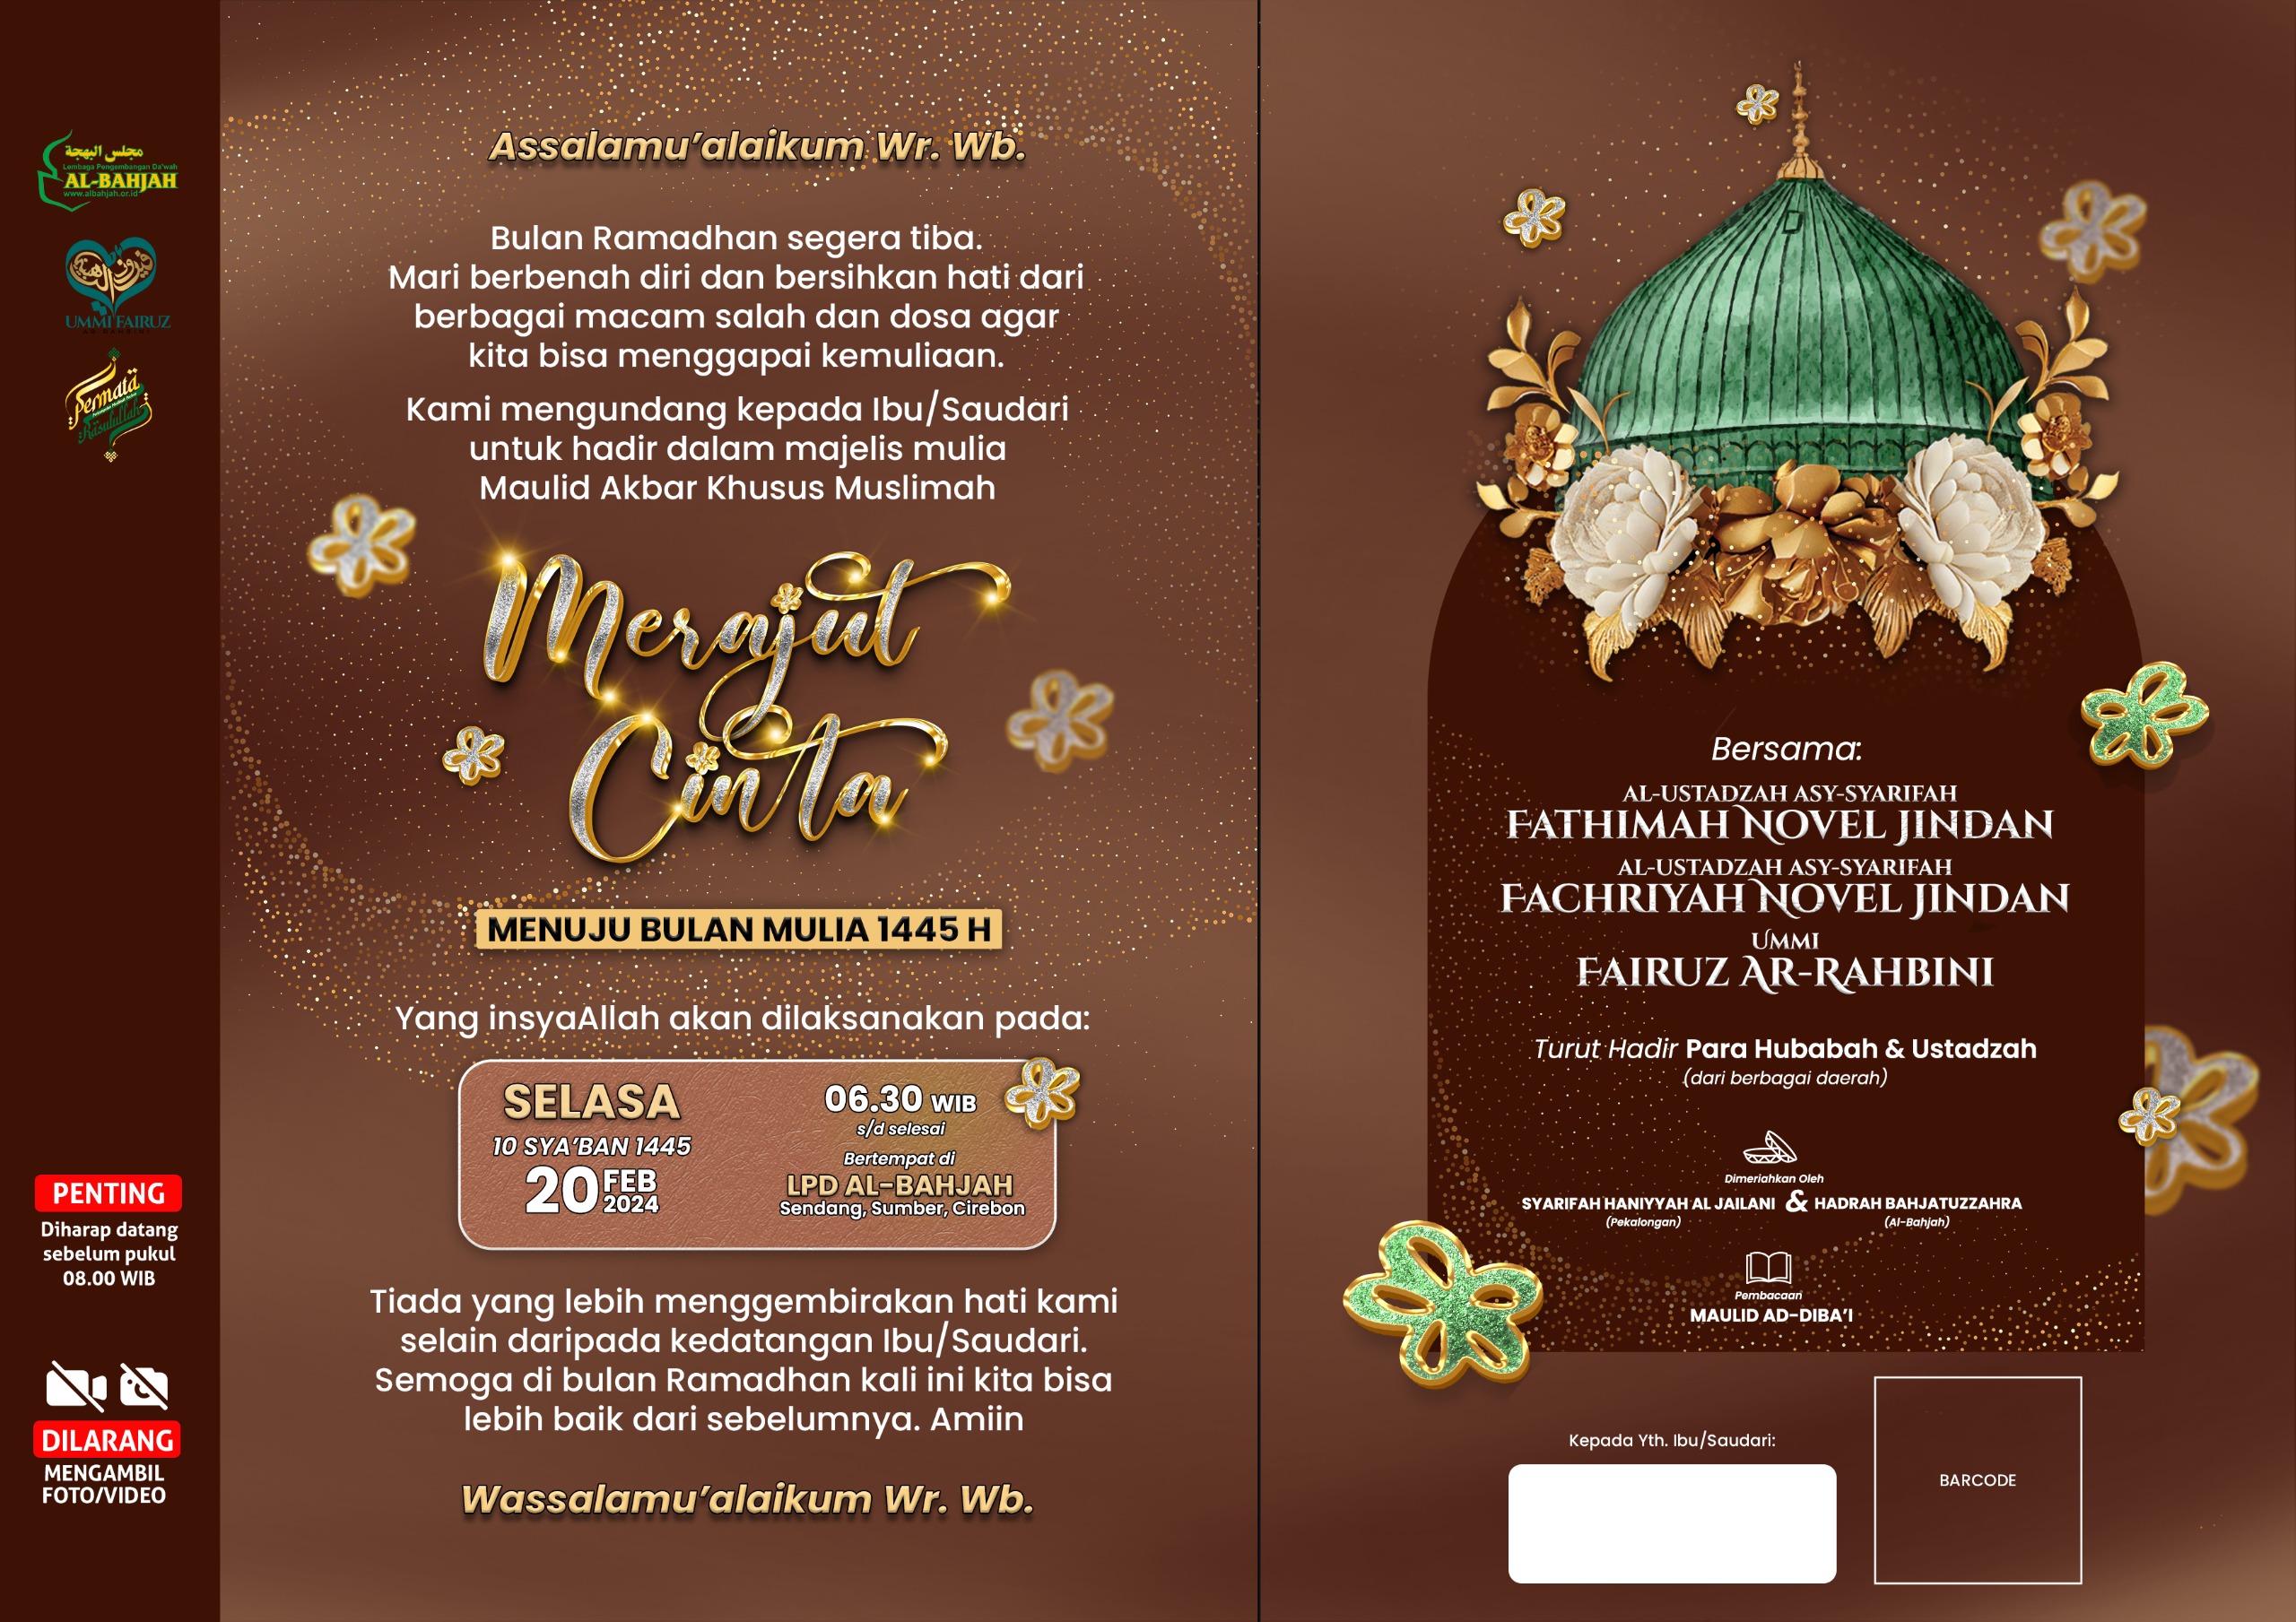 مجلس البهجة
Lembaga Pengembangan Da'wah
AL-BAHJAH
www.albahjah.or.id
UMMI FAIRUZ
Permata
Rasulullah
PENTING
Diharap datang
sebelum pukul
08.00 WIB
DILARANG
MENGAMBIL
FOTO/VIDEO
Assalamu'alaikum Wr. Wb.
Bulan Ramadhan segera tiba.
Mari berbenah diri dan bersihkan hati dari
berbagai macam salah dan dosa agar
kita bisa menggapai kemuliaan.
Kami mengundang kepada Ibu/Saudari
untuk hadir dalam majelis mulia
Maulid Akbar Khusus Muslimah
Merajut
Cinta
MENUJU BULAN MULIA 1445 H
Yang insyaAllah akan dilaksanakan pada:
SELASA
10 SYA'BAN 1445
20 FEB 2024
06.30 WIB
s/d selesai
Bertempat di
LPD AL-BAHJAH
Sendang, Sumber, Cirebon
Tiada yang lebih menggembirakan hati kami
selain daripada kedatangan Ibu/Saudari.
Semoga di bulan Ramadhan kali ini kita bisa
lebih baik dari sebelumnya. Amiin
Wassalamu'alaikum Wr. Wb.
Bersama:
AL-USTADZAH ASY-SYARIFAH
FATHIMAH NOVEL JINDAN
AL-USTADZAH ASY-SYARIFAH
FACHRIYAH NOVEL JINDAN
UMMI
FAIRUZ AR-RAHBINI
Turut Hadir Para Hubabah & Ustadzah
(dari berbagai daerah)
Dimeriahkan Oleh
SYARIFAH HANIYYAH AL JAILANI & HADRAH BAHJATUZZAHRA
(Pekalongan) (Al-Bahjah)
Pembacaan
MAULID AD-DIBA'I
Kepada Yth. Ibu/Saudari:
BARCODE